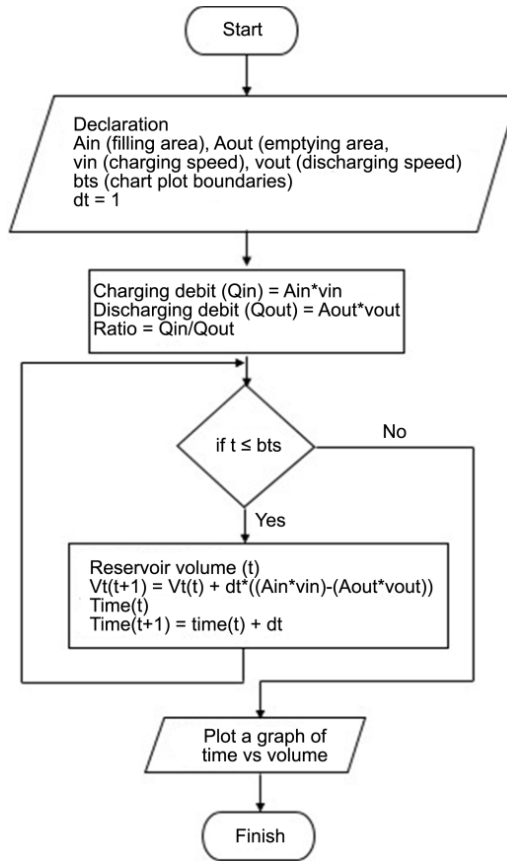 Start
Declaration
Ain (filling area), Aout (emptying area,
vin (charging speed), vout (discharging speed)
bts (chart plot boundaries)
dt = 1
Charging debit (Qin) = Ain*vin
Discharging debit (Qout) = Aout*vout
Ratio = Qin/Qout
if t ≤ bts
No
Yes
Reservoir volume (t)
Vt(t+1) = Vt(t) + dt*((Ain*vin)-(Aout*vout))
Time(t)
Time(t+1) = time(t) + dt
Plot a graph of
time vs volume
Finish